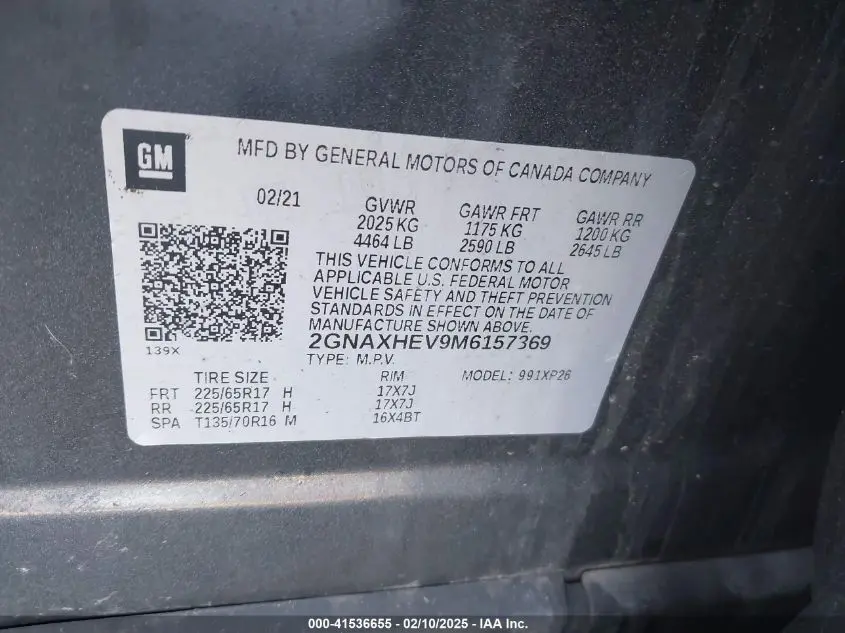 GM
MFD BY GENERAL MOTORS OF CANADA COMPANY
02/21
GVWR
2025 KG
4464 LB
GAWR FRT
1175 KG
2590 LB
GAWR RR
1200 KG
2645 LB
THIS VEHICLE CONFORMS TO ALL
APPLICABLE U.S. FEDERAL MOTOR
VEHICLE SAFETY AND THEFT PREVENTION
STANDARDS IN EFFECT ON THE DATE OF
MANUFACTURE SHOWN ABOVE.
2GNAXHEV9M6157369
TYPE: M.P.V.
MODEL: 991XP26
139X
TIRE SIZE RIM
FRT 225/65R17 H 17X7J
RR 225/65R17 H 17X7J
SPA T135/70R16 M 16X4BT
000-41536655 — 02/10/2025 — IAA Inc.